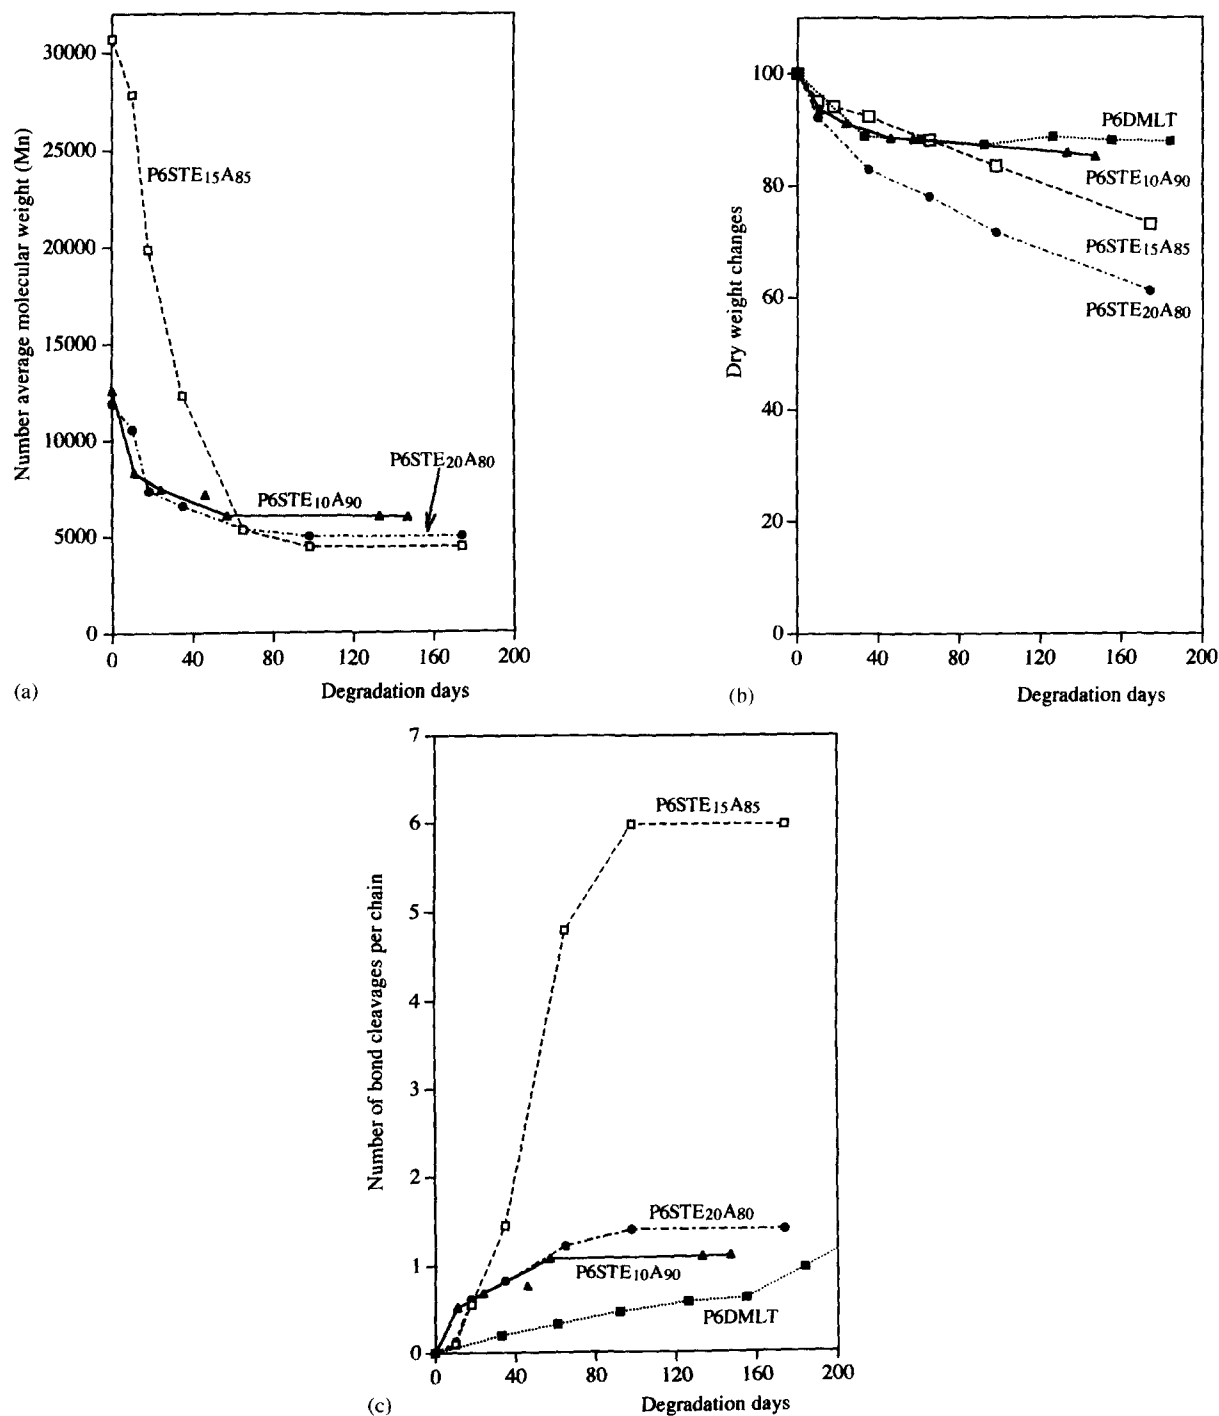 30000
25000
20000
15000
10000
5000
0
Number average molecular weight (Mn)
P6STE15A85
P6STE20A80
P6STE10A90
0 40 80 120 160 200
(a) Degradation days
100
80
60
40
20
0
Dry weight changes
P6DMLT
P6STE10A90
P6STE15A85
P6STE20A80
0 40 80 120 160 200
(b) Degradation days
7
6
5
4
3
2
1
0
Number of bond cleavages per chain
P6STE15A85
P6STE20A80
P6STE10A90
P6DMLT
0 40 80 120 160 200
(c) Degradation days